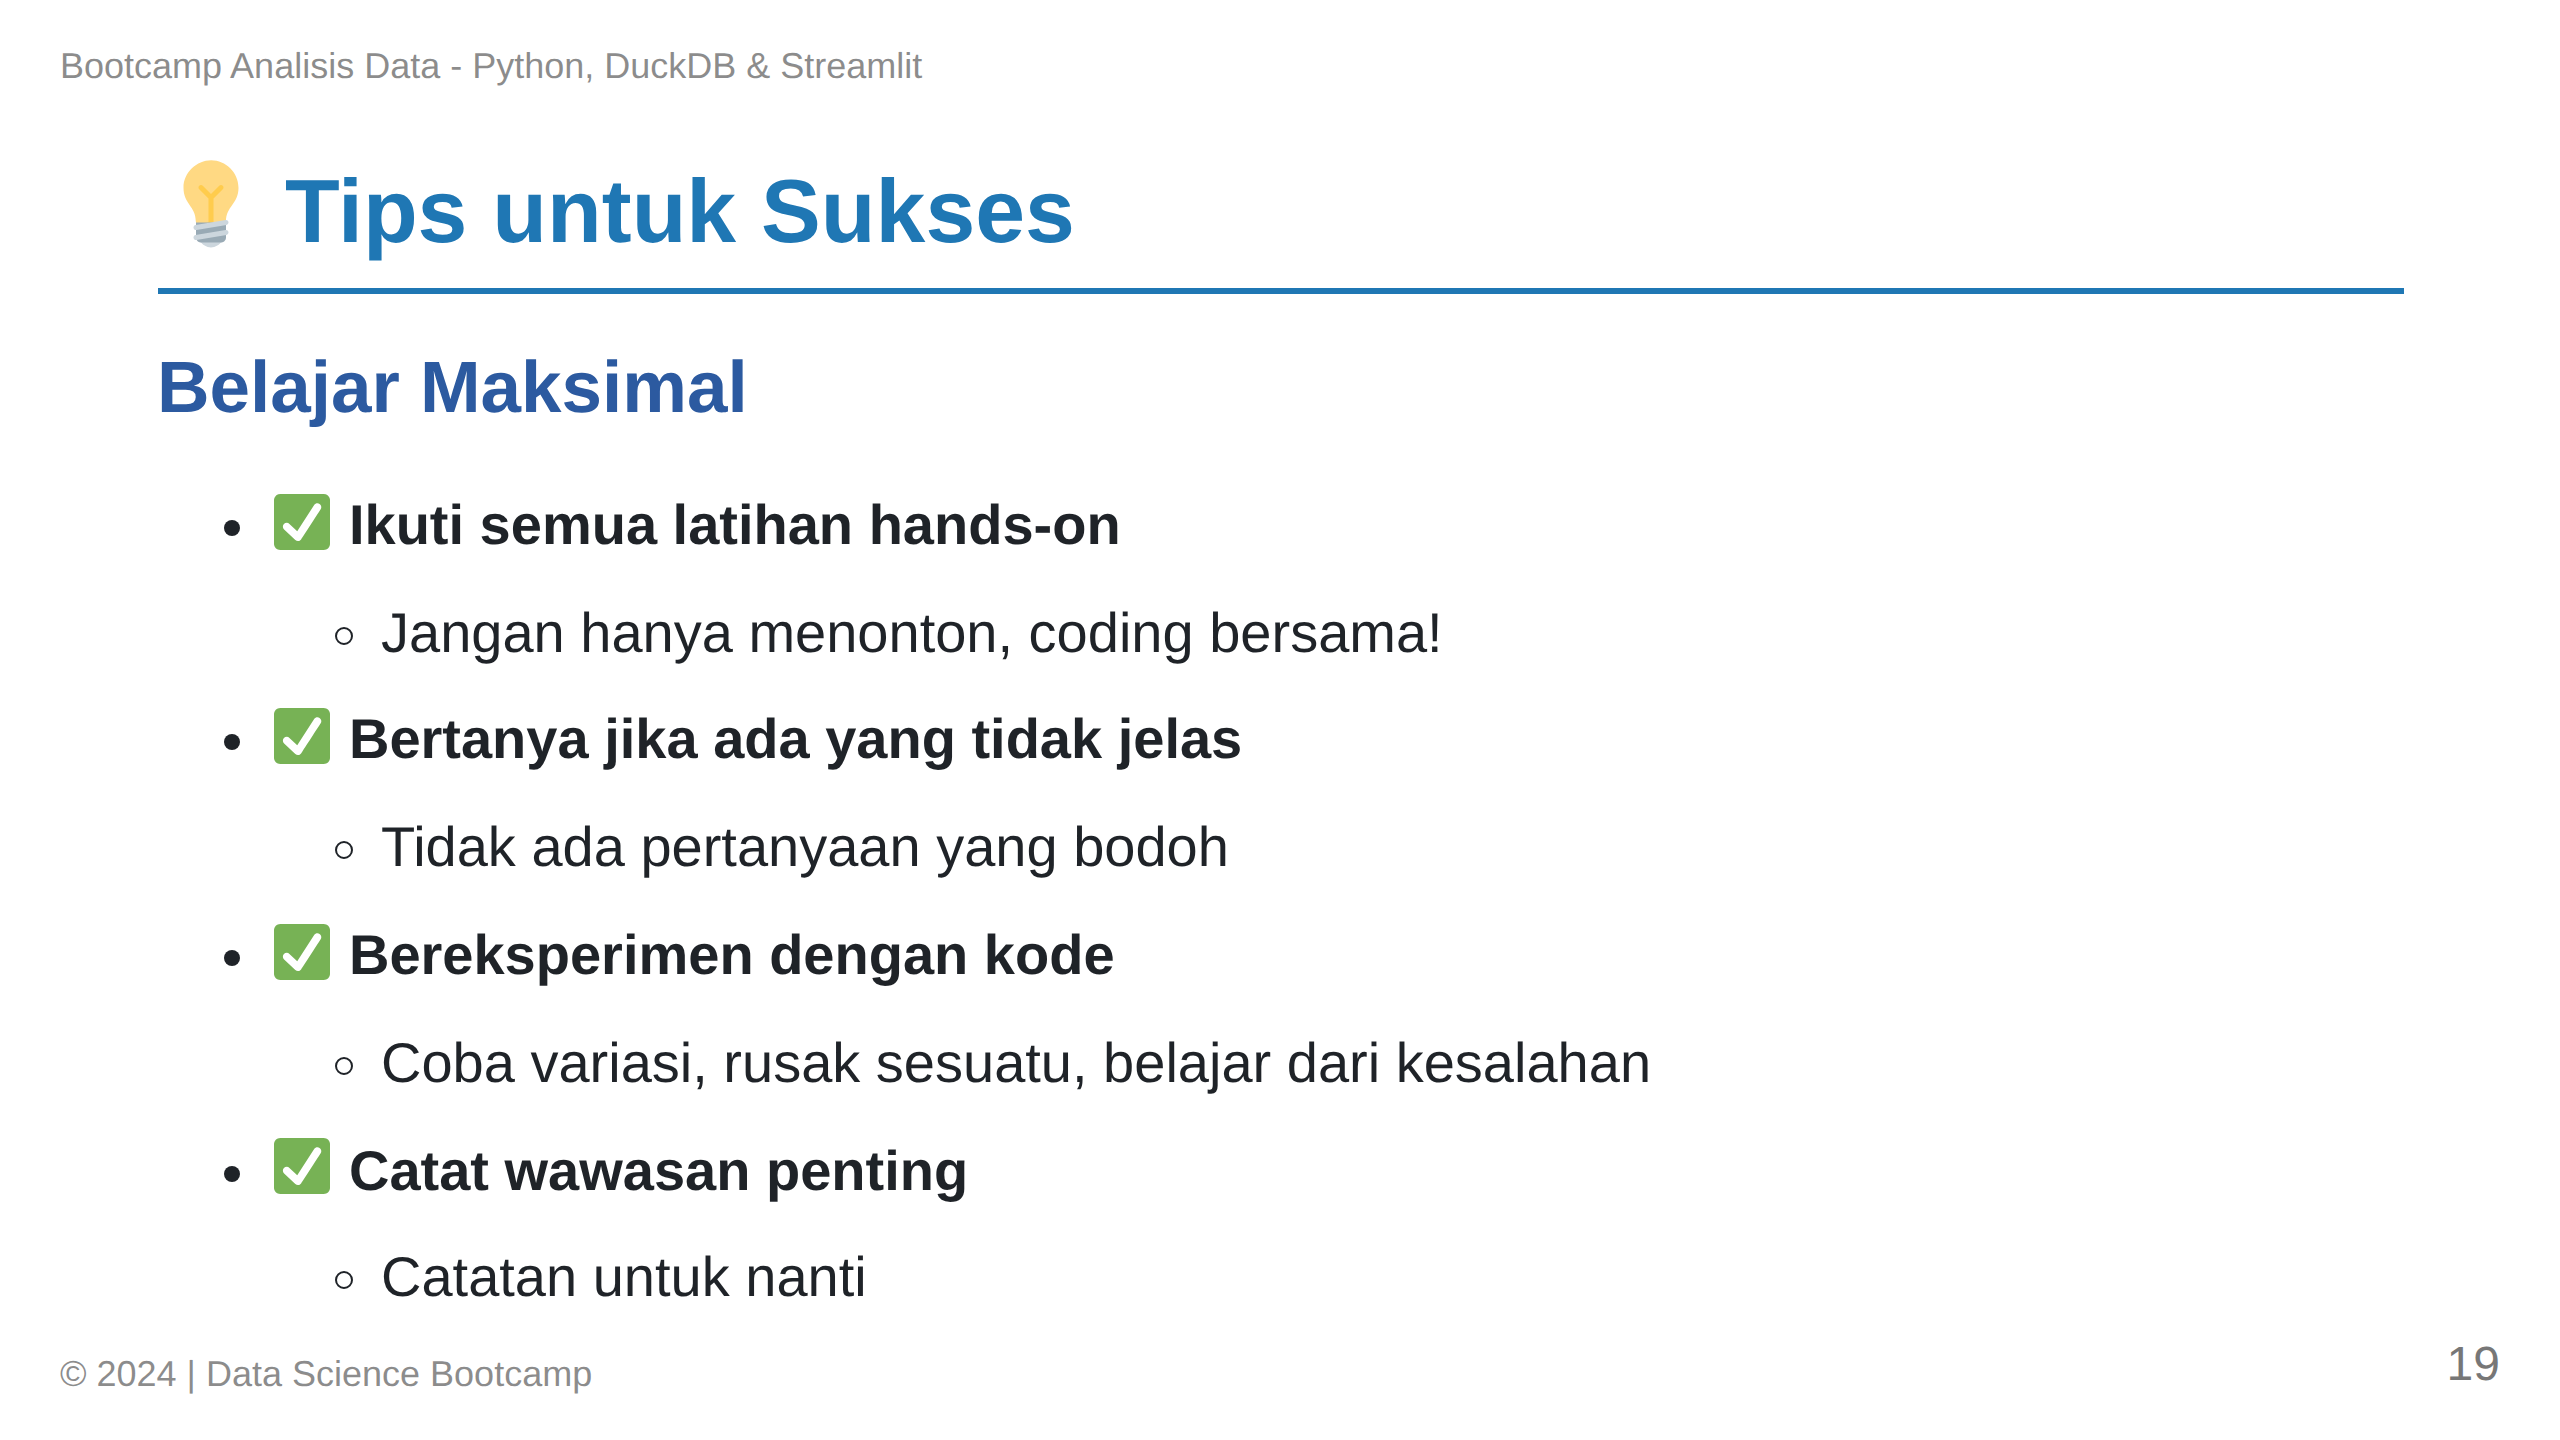 Bootcamp Analisis Data - Python, DuckDB & Streamlit
💡 Tips untuk Sukses
Belajar Maksimal
• ✅ Ikuti semua latihan hands-on
◦ Jangan hanya menonton, coding bersama!
• ✅ Bertanya jika ada yang tidak jelas
◦ Tidak ada pertanyaan yang bodoh
• ✅ Bereksperimen dengan kode
◦ Coba variasi, rusak sesuatu, belajar dari kesalahan
• ✅ Catat wawasan penting
◦ Catatan untuk nanti
© 2024 | Data Science Bootcamp
19